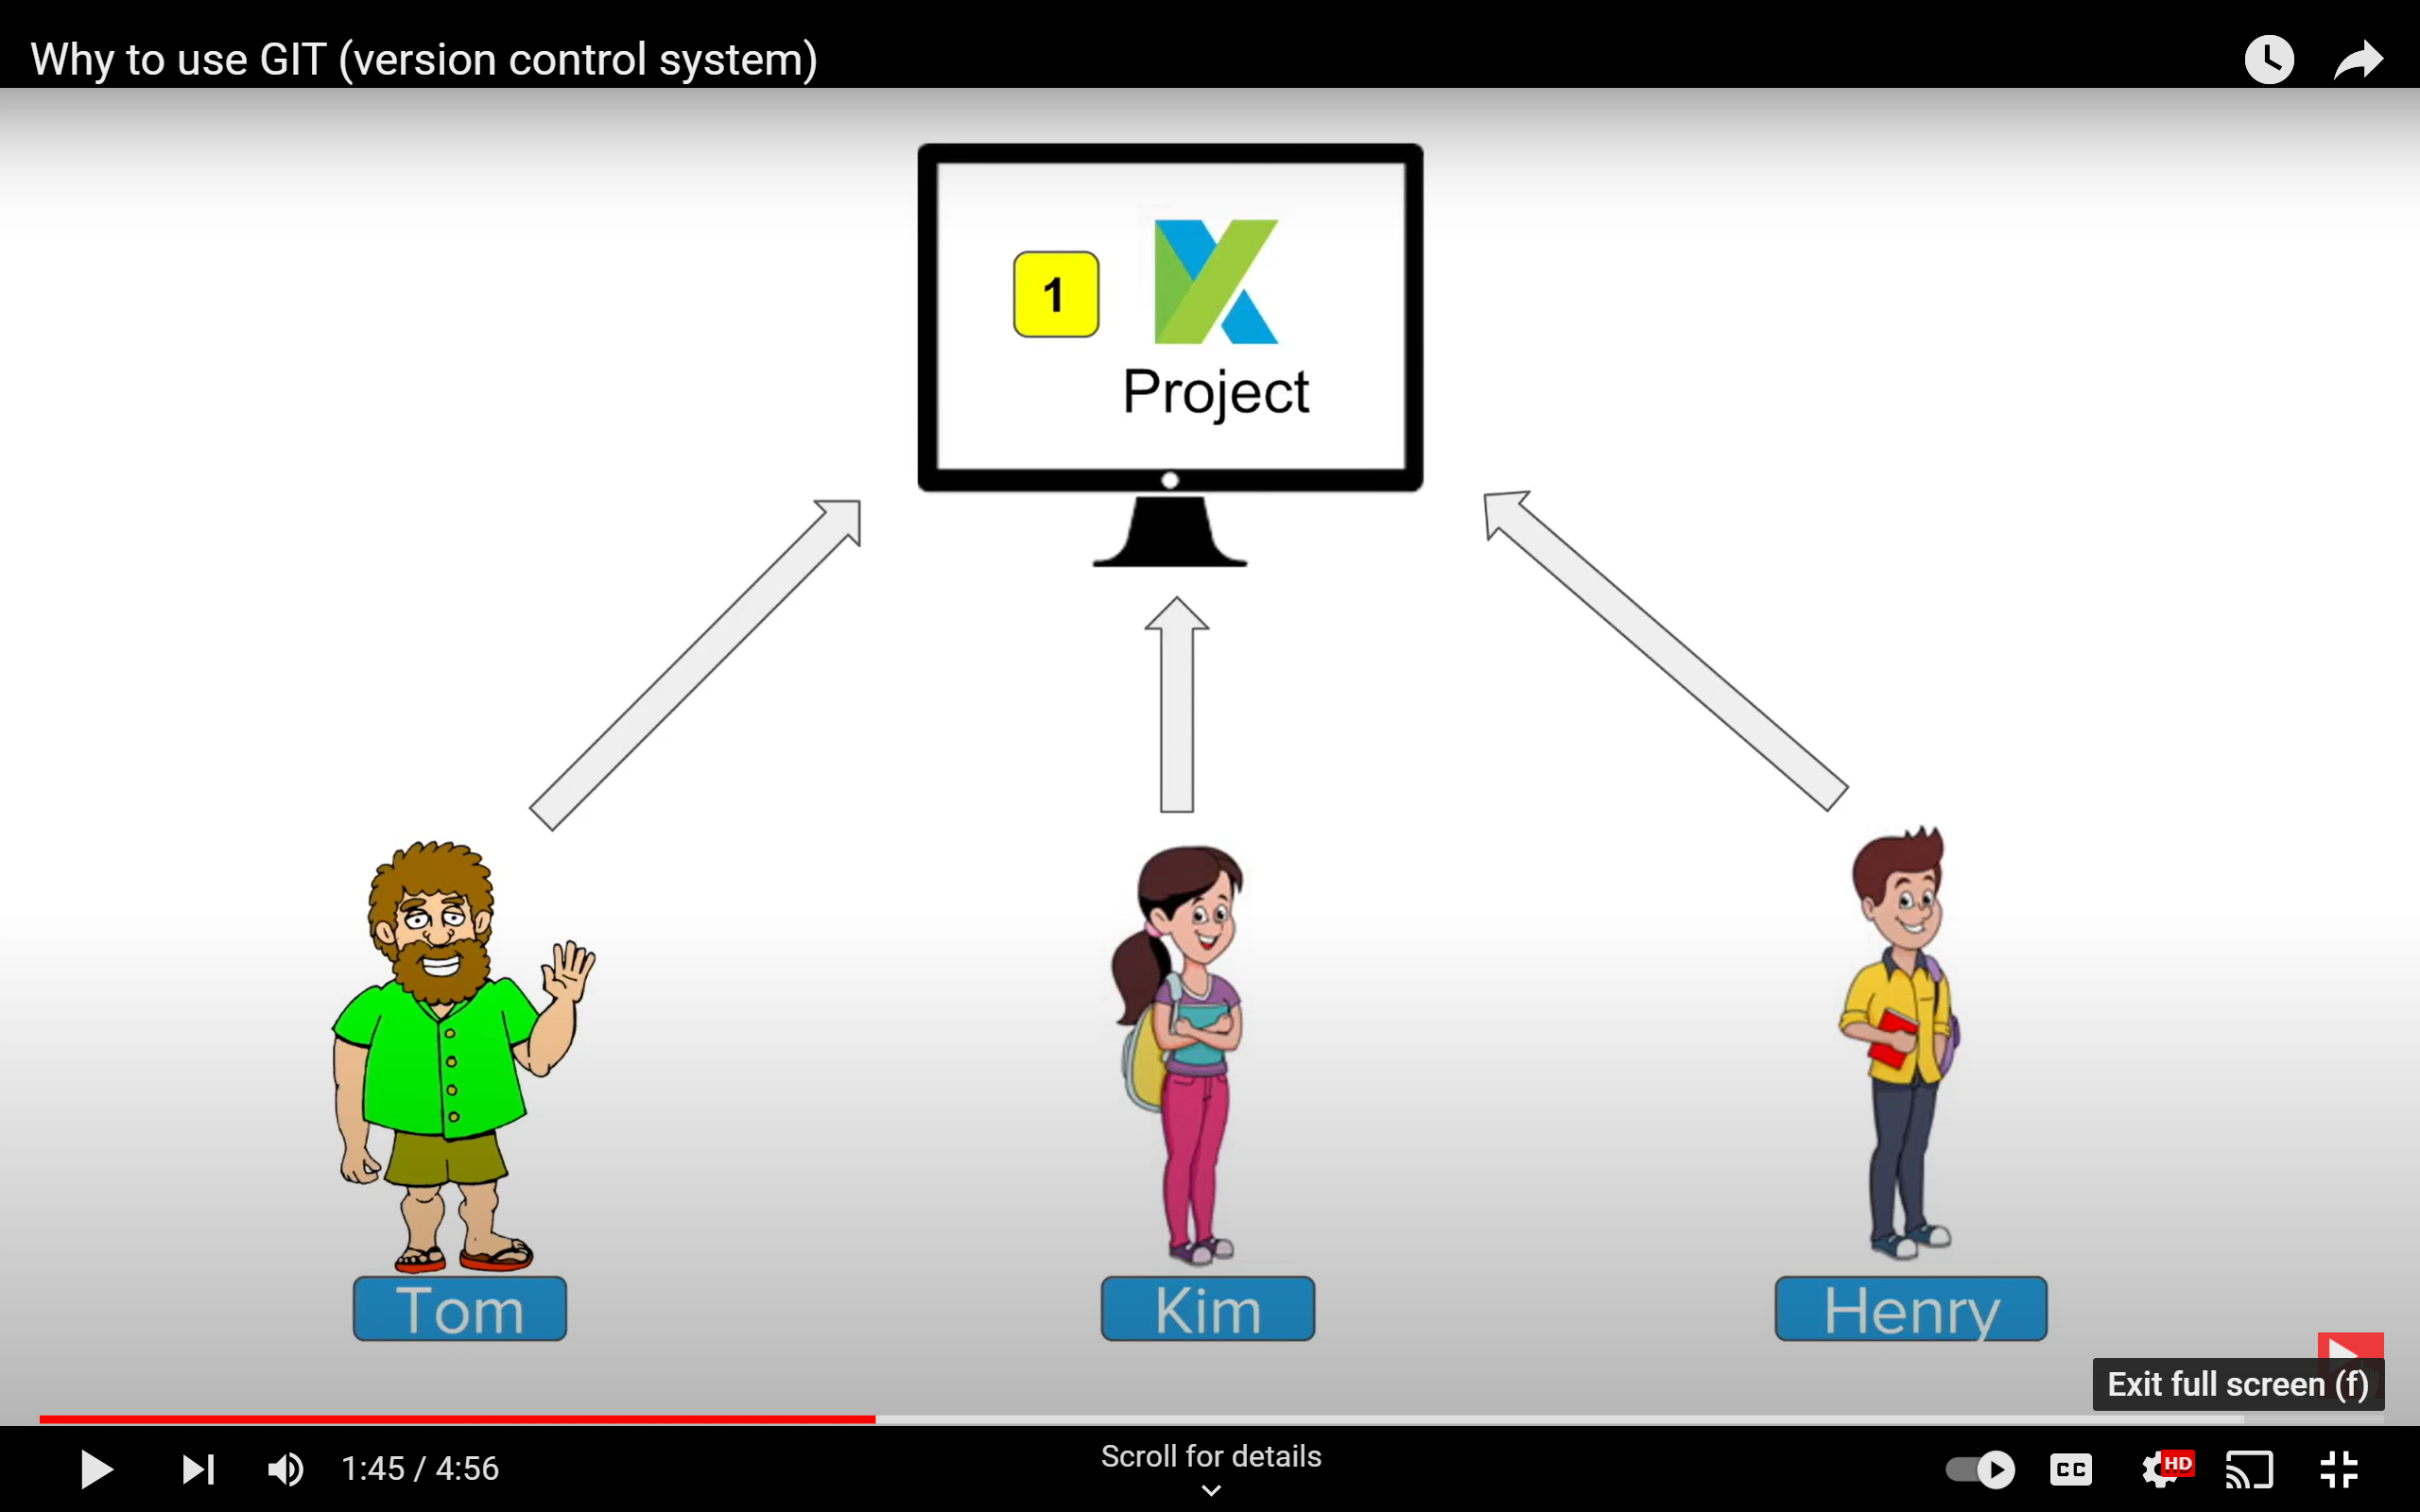 Why to use GIT (version control system)
1
Project
Tom
Kim
Henry
Exit full screen (f)
1:45 / 4:56
Scroll for details
CC
HD